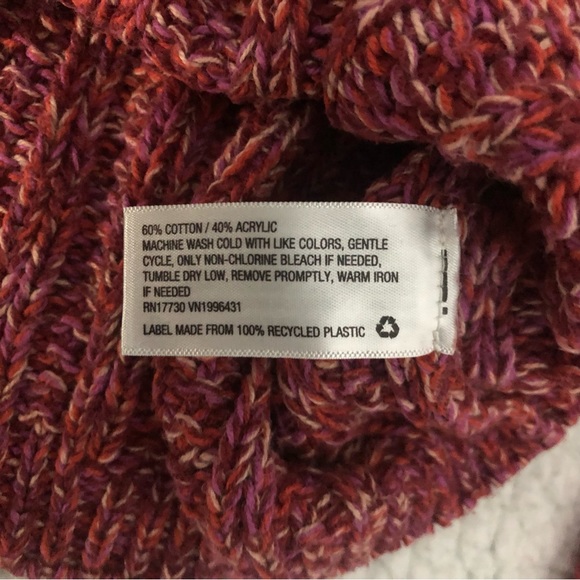 60% COTTON / 40% ACRYLIC
MACHINE WASH COLD WITH LIKE COLORS, GENTLE
CYCLE, ONLY NON-CHLORINE BLEACH IF NEEDED,
TUMBLE DRY LOW, REMOVE PROMPTLY, WARM IRON
IF NEEDED
RN17730 VN1996431
LABEL MADE FROM 100% RECYCLED PLASTIC